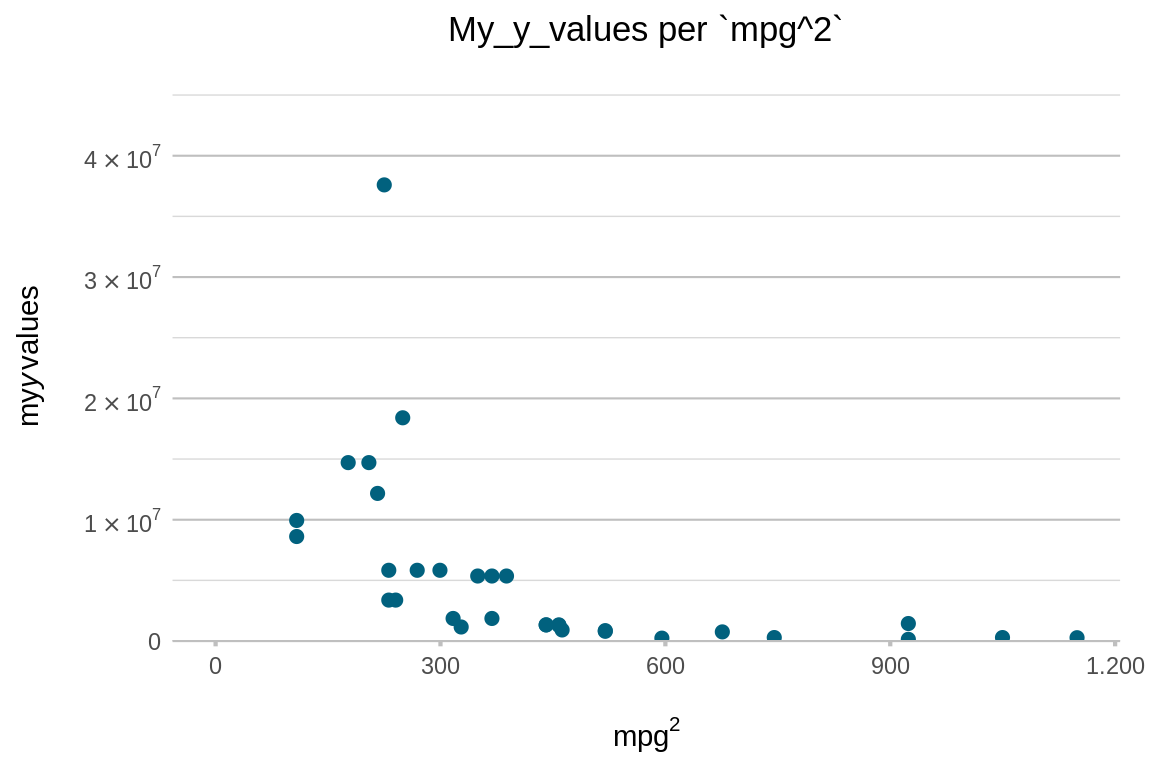 My_y_values per `mpg^2`
4 × 10⁷
3 × 10⁷
2 × 10⁷
1 × 10⁷
0
myyvalues
0 300 600 900 1.200
mpg²